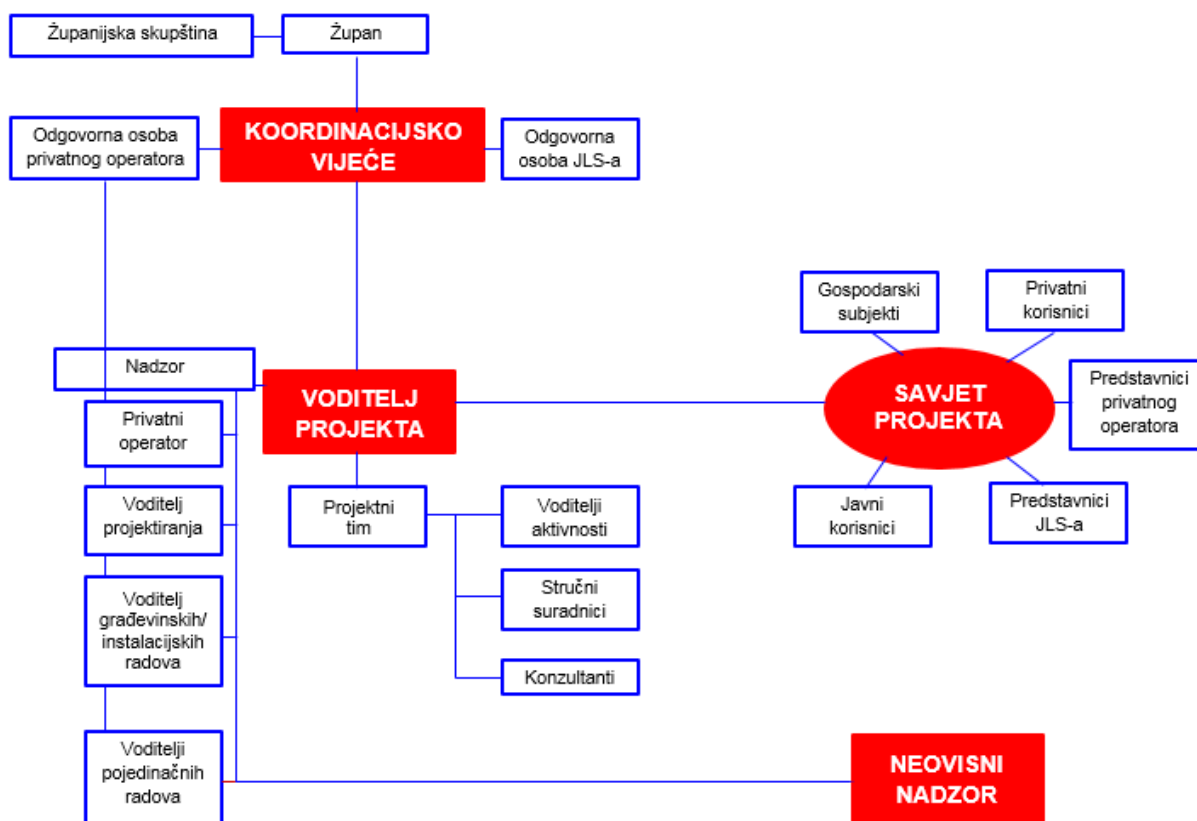 Županijska skupština
Župan
Odgovorna osoba
privatnog operatora
KOORDINACIJSKO
VIJEĆE
Odgovorna
osoba JLS-a
Gospodarski
subjekti
Privatni
korisnici
Nadzor
VODITELJ
PROJEKTA
SAVJET
PROJEKTA
Predstavnici
privatnog
operatora
Privatni
operator
Voditelj
projektiranja
Projektni
tim
Voditelji
aktivnosti
Javni
korisnici
Predstavnici
JLS-a
Voditelj
građevinskih/
instalacijskih
radova
Stručni
suradnici
Konzultanti
Voditelji
pojedinačnih
radova
NEOVISNI
NADZOR